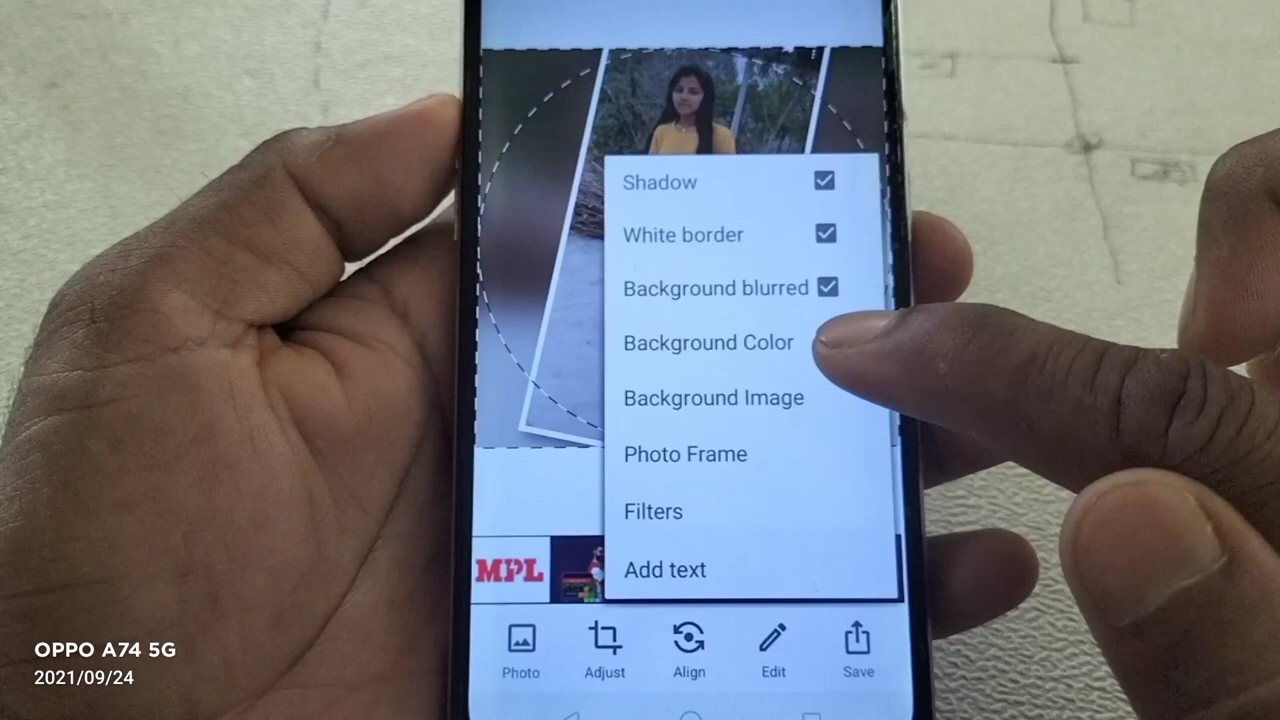 Shadow
White border
Background blurred
Background Color
Background Image
Photo Frame
Filters
Add text
MPL
Photo Adjust Align Edit Save
OPPO A74 5G
2021/09/24